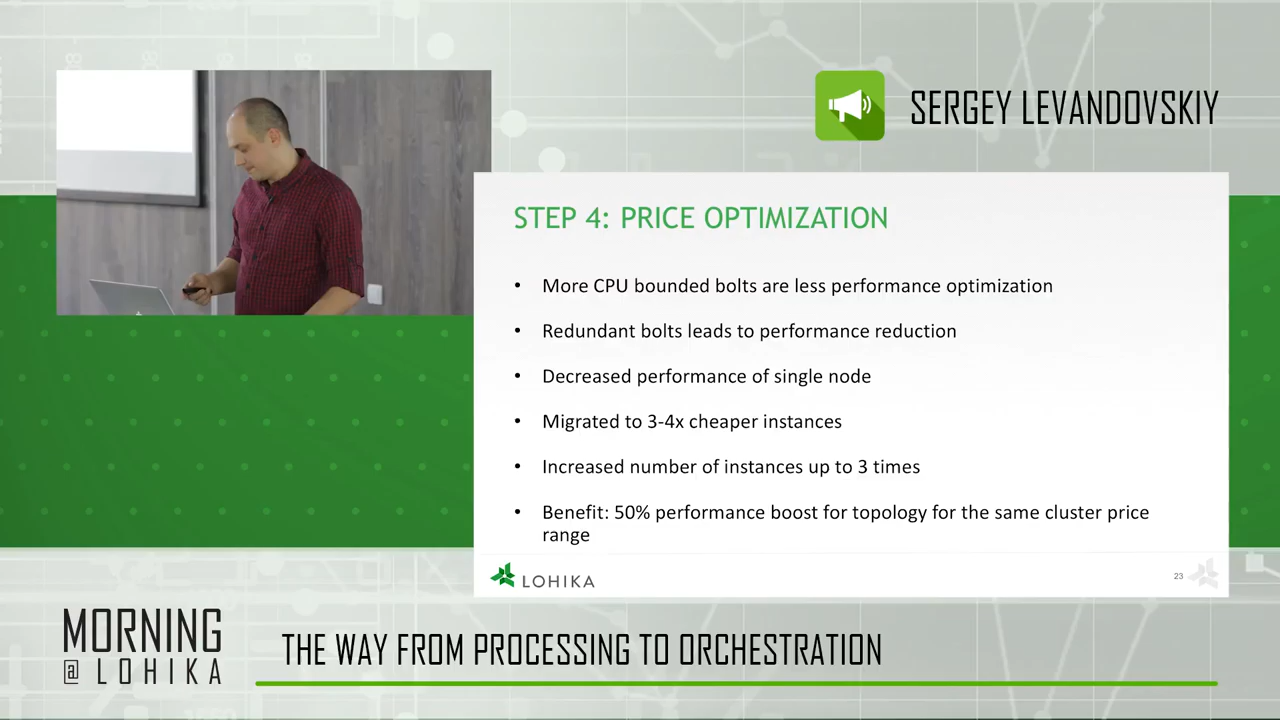 SERGEY LEVANDOVSKIY
STEP 4: PRICE OPTIMIZATION
• More CPU bounded bolts are less performance optimization
• Redundant bolts leads to performance reduction
• Decreased performance of single node
• Migrated to 3-4x cheaper instances
• Increased number of instances up to 3 times
• Benefit: 50% performance boost for topology for the same cluster price
range
LOHIKA
23
MORNING
@ LOHIKA
THE WAY FROM PROCESSING TO ORCHESTRATION